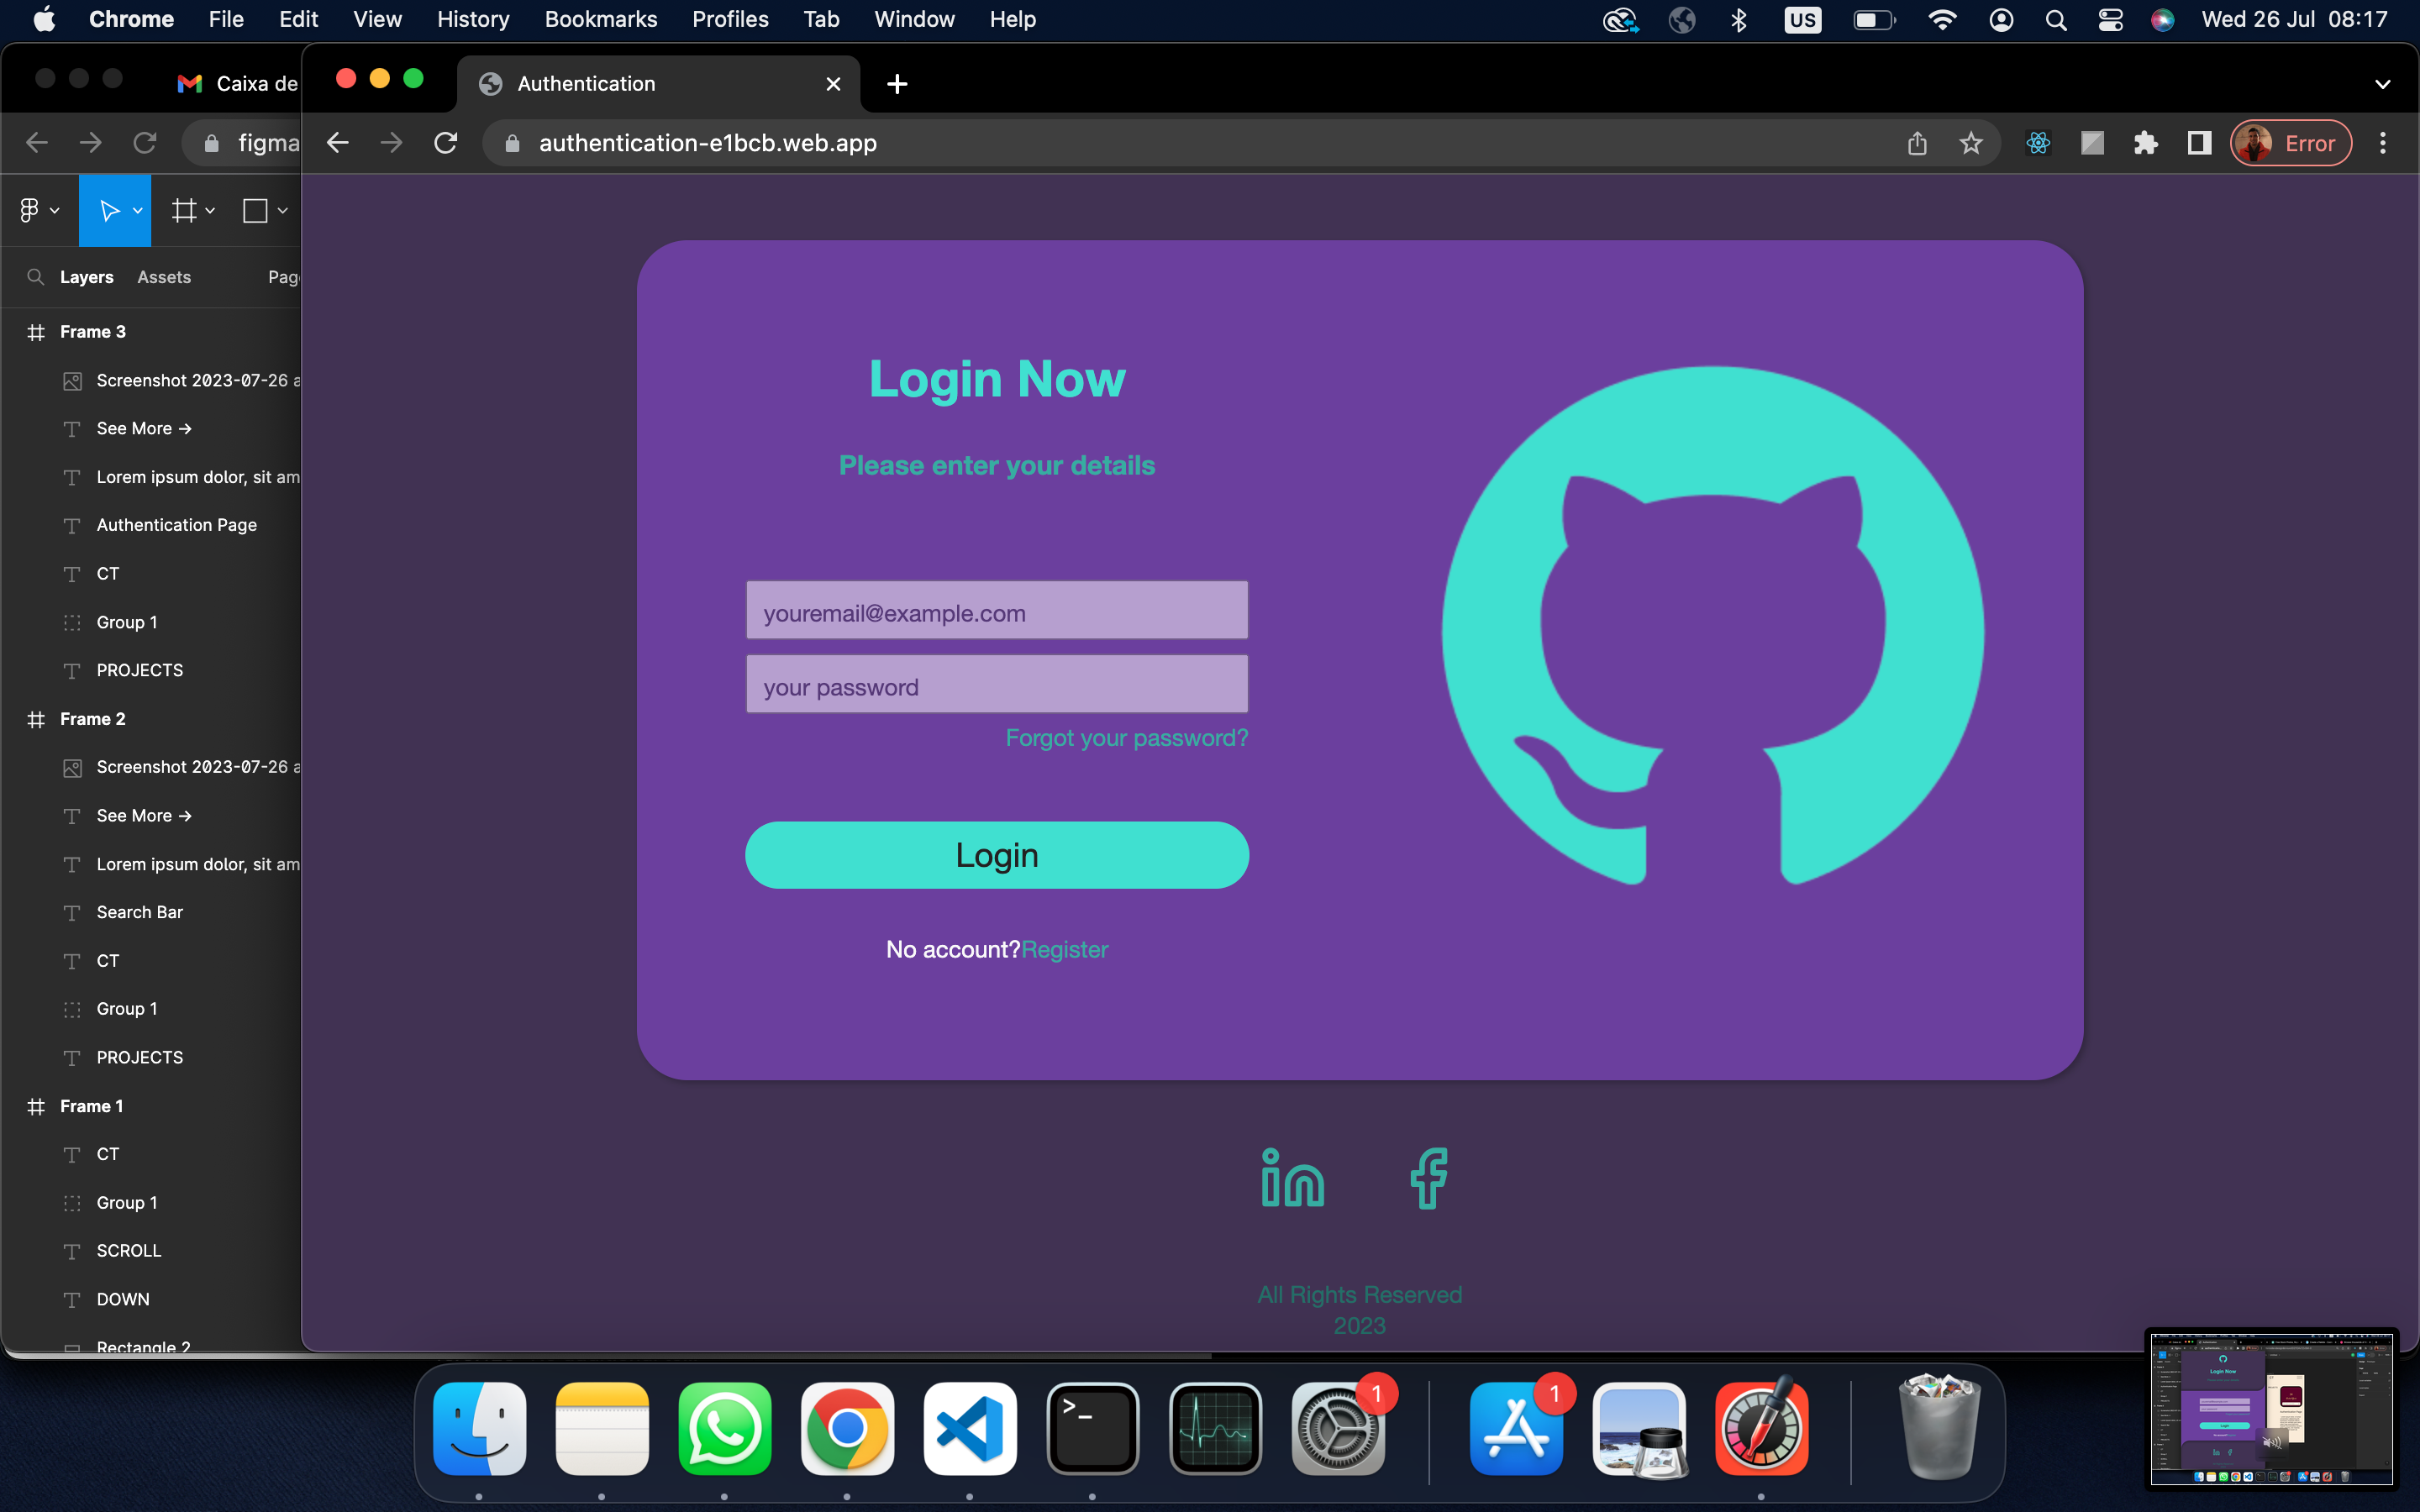 Chrome File Edit View History Bookmarks Profiles Tab Window Help US Wed 26 Jul 08:17
Caixa de
Authentication
figma
authentication-e1bcb.web.app
Error
Layers Assets Pag
Frame 3
Screenshot 2023-07-26 a
See More →
Lorem ipsum dolor, sit am
Authentication Page
CT
Group 1
PROJECTS
Frame 2
Screenshot 2023-07-26 a
See More →
Lorem ipsum dolor, sit am
Search Bar
CT
Group 1
PROJECTS
Frame 1
CT
Group 1
SCROLL
DOWN
Rectangle 2
Login Now
Please enter your details
youremail@example.com
your password
Forgot your password?
Login
No account?Register
in f
All Rights Reserved
2023
1
1
Login Now